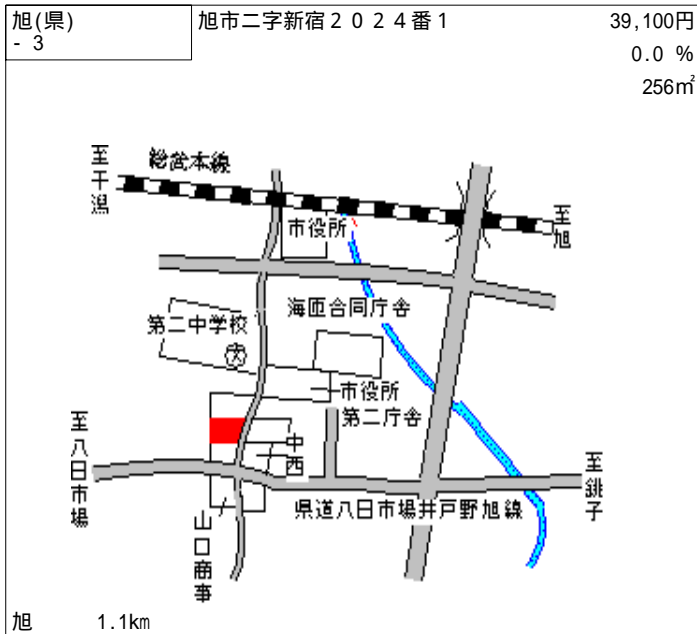 旭(県)
- 3
旭市二字新宿２０２４番1
39,100円
0.0 %
256㎡
至干潟
総武本線
市役所
至旭
海匝合同庁舎
第二中学校
文
市役所
第二庁舎
至八日市場
中西
至銚子
県道八日市場井戸野旭線
山口商事
旭 1.1km